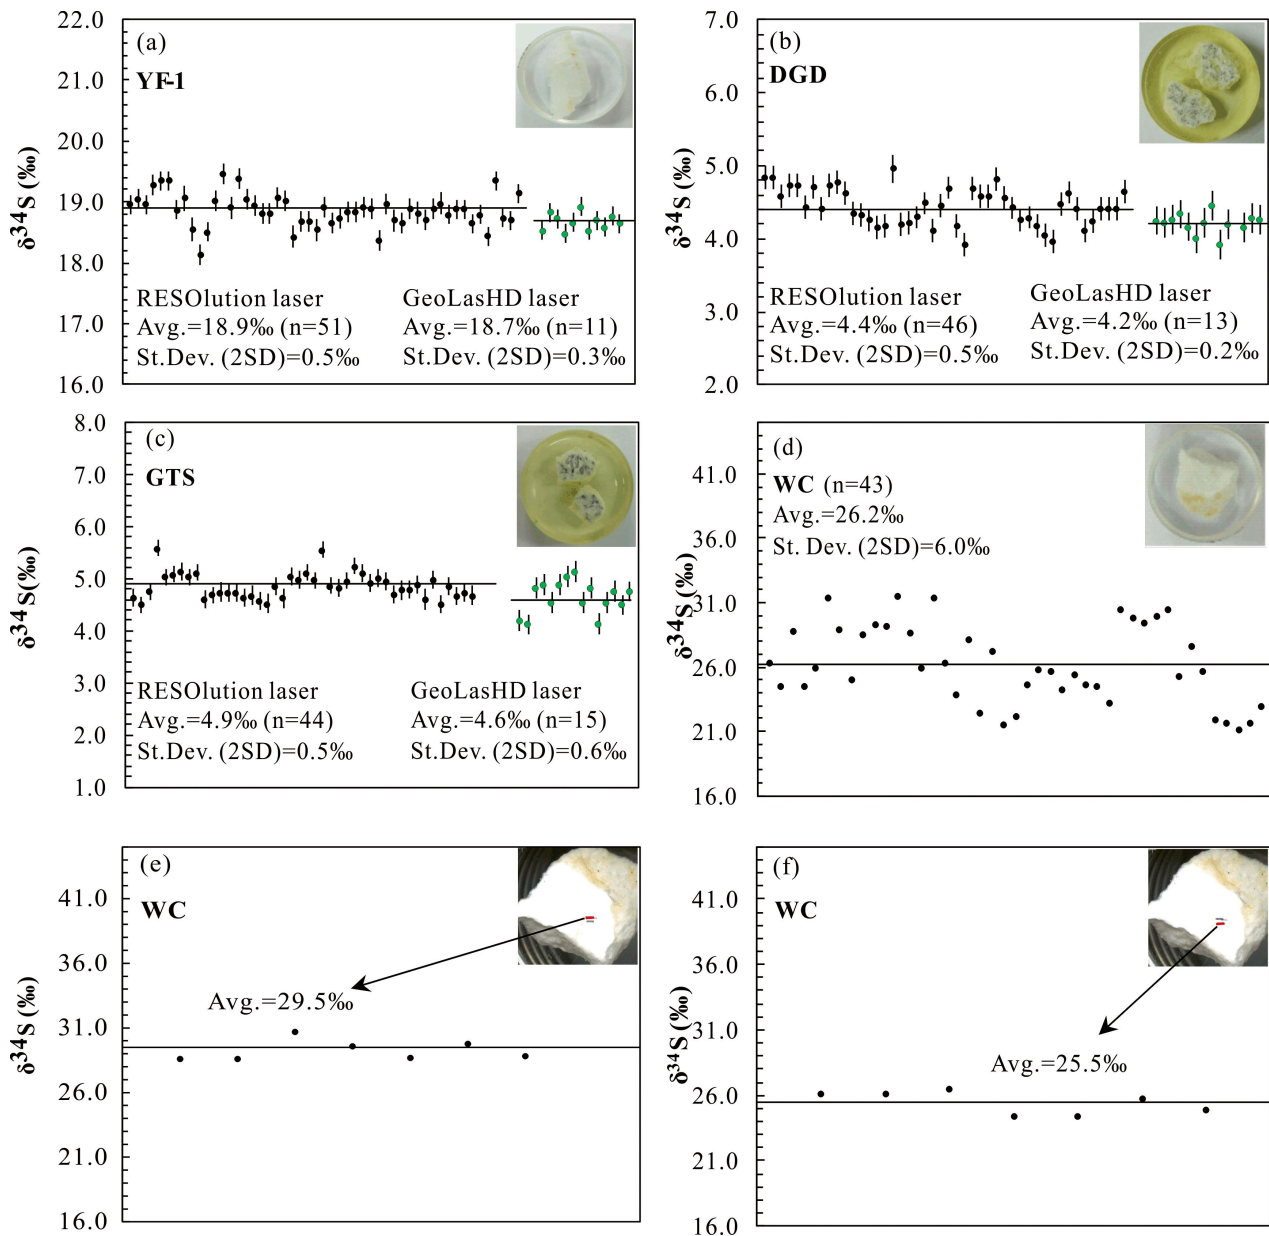 (a)
YF-1
22.0
21.0
20.0
19.0
18.0
17.0
16.0
δ34S (‰)
RESOlution laser
Avg.=18.9‰ (n=51)
St.Dev. (2SD)=0.5‰
GeoLasHD laser
Avg.=18.7‰ (n=11)
St.Dev. (2SD)=0.3‰
(b)
DGD
7.0
6.0
5.0
4.0
3.0
2.0
δ34S (‰)
RESOlution laser
Avg.=4.4‰ (n=46)
St.Dev. (2SD)=0.5‰
GeoLasHD laser
Avg.=4.2‰ (n=13)
St.Dev. (2SD)=0.2‰
(c)
GTS
8.0
7.0
6.0
5.0
4.0
3.0
2.0
1.0
δ34 S(‰)
RESOlution laser
Avg.=4.9‰ (n=44)
St.Dev. (2SD)=0.5‰
GeoLasHD laser
Avg.=4.6‰ (n=15)
St.Dev. (2SD)=0.6‰
(d)
WC (n=43)
Avg.=26.2‰
St. Dev. (2SD)=6.0‰
41.0
36.0
31.0
26.0
21.0
16.0
δ34S (‰)
(e)
WC
41.0
36.0
31.0
26.0
21.0
16.0
δ34S (‰)
Avg.=29.5‰
(f)
WC
41.0
36.0
31.0
26.0
21.0
16.0
δ34S (‰)
Avg.=25.5‰